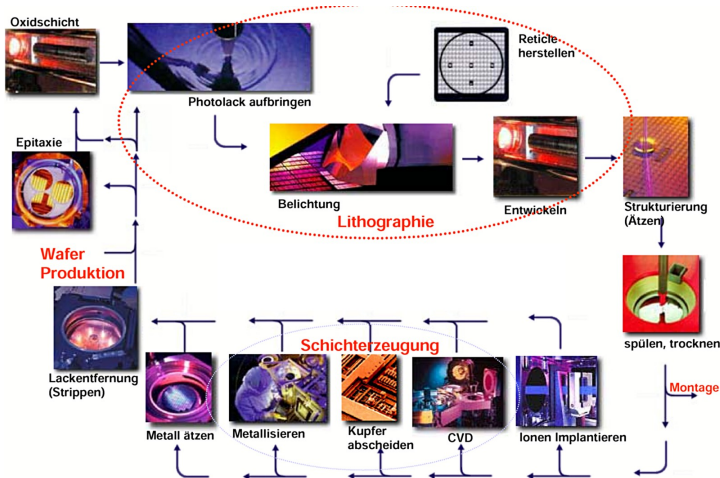 Oxidschicht
Reticle
herstellen
Photolack aufbringen
Epitaxie
Belichtung
Entwickeln
Strukturierung
(Ätzen)
Lithographie
Wafer
Produktion
spülen, trocknen
Schichterzeugung
Lackentfernung
(Strippen)
Montage
Metall ätzen
Metallisieren
Kupfer
abscheiden
CVD
Ionen Implantieren